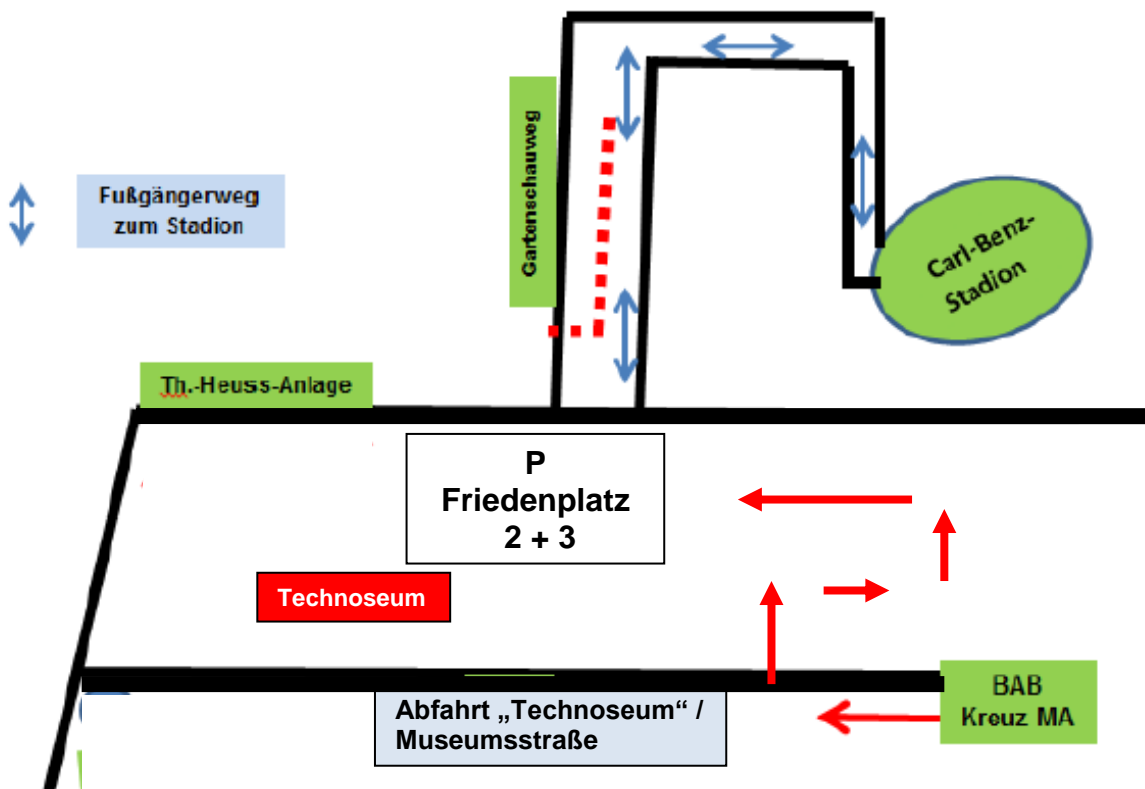 Gartenschauweg
Fußgängerweg
zum Stadion
Carl-Benz-
Stadion
Th.-Heuss-Anlage
P
Friedenplatz
2 + 3
Technoseum
Abfahrt „Technoseum“ /
Museumsstraße
BAB
Kreuz MA